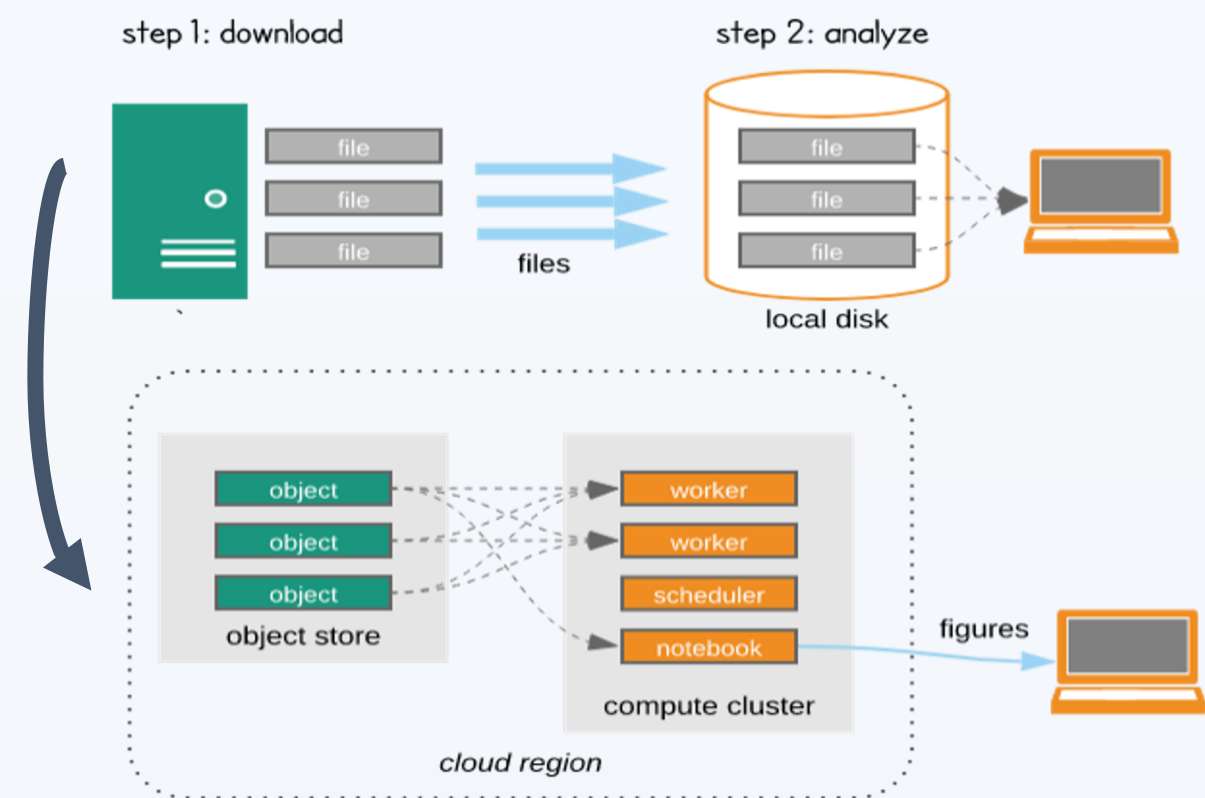 step 1: download
step 2: analyze
file
file
file
files
file
file
file
local disk
object
object
object
object store
worker
worker
scheduler
notebook
compute cluster
figures
cloud region